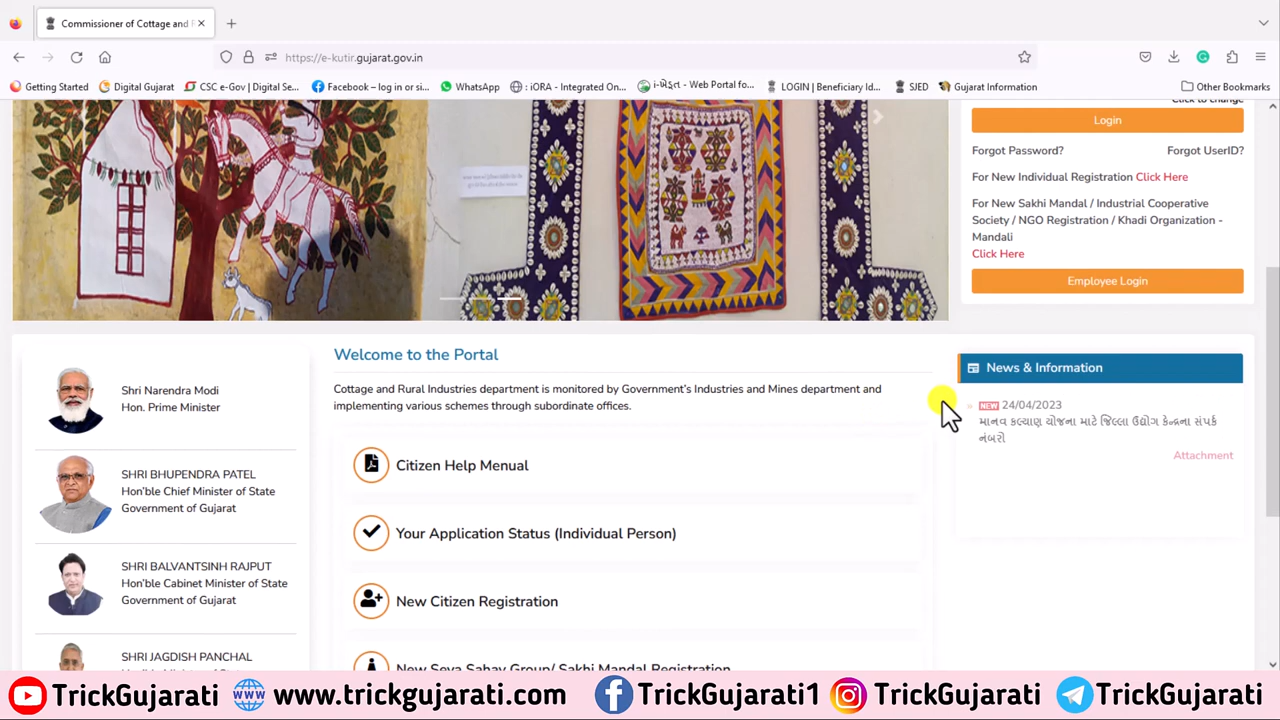 Commissioner of Cottage and
https://e-kutir.gujarat.gov.in
Getting Started
Digital Gujarat
CSC e-Gov | Digital Se...
Facebook – log in or si...
WhatsApp
: iORA - Integrated On...
i-ખેડૂત - Web Portal fo...
LOGIN | Beneficiary Id...
SJED
Gujarat Information
Other Bookmarks
Click to change
Login
Forgot Password?
Forgot UserID?
For New Individual Registration Click Here
For New Sakhi Mandal / Industrial Cooperative
Society / NGO Registration / Khadi Organization -
Mandali
Click Here
Employee Login
Shri Narendra Modi
Hon. Prime Minister
SHRI BHUPENDRA PATEL
Hon'ble Chief Minister of State
Government of Gujarat
SHRI BALVANTSINH RAJPUT
Hon'ble Cabinet Minister of State
Government of Gujarat
SHRI JAGDISH PANCHAL
Welcome to the Portal
Cottage and Rural Industries department is monitored by Government's Industries and Mines department and
implementing various schemes through subordinate offices.
Citizen Help Menual
Your Application Status (Individual Person)
New Citizen Registration
New Seva Sahay Group/ Sakhi Mandal Registration
News & Information
NEW 24/04/2023
માનવ કલ્યાણ યોજના માટે જિલ્લા ઉદ્યોગ કેન્દ્રના સંપર્ક
નંબરો
Attachment
TrickGujarati
www.trickgujarati.com
TrickGujarati1
TrickGujarati
TrickGujarati